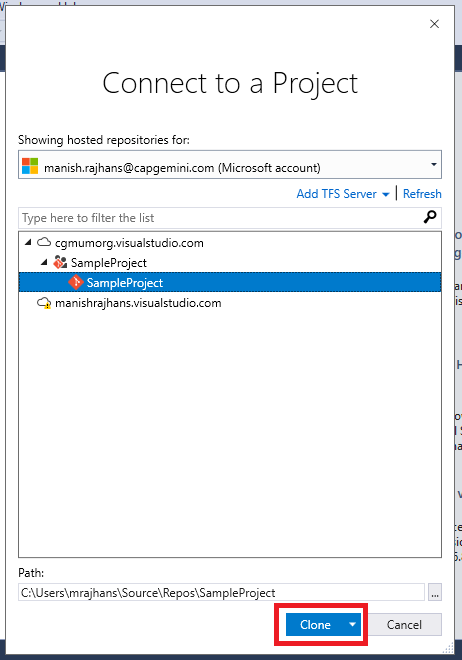 Connect to a Project
Showing hosted repositories for:
manish.rajhans@capgemini.com (Microsoft account)
Add TFS Server | Refresh
Type here to filter the list
cgmumorg.visualstudio.com
SampleProject
SampleProject
manishrajhans.visualstudio.com
Path:
C:\Users\mrajhans\Source\Repos\SampleProject
...
Clone
Cancel